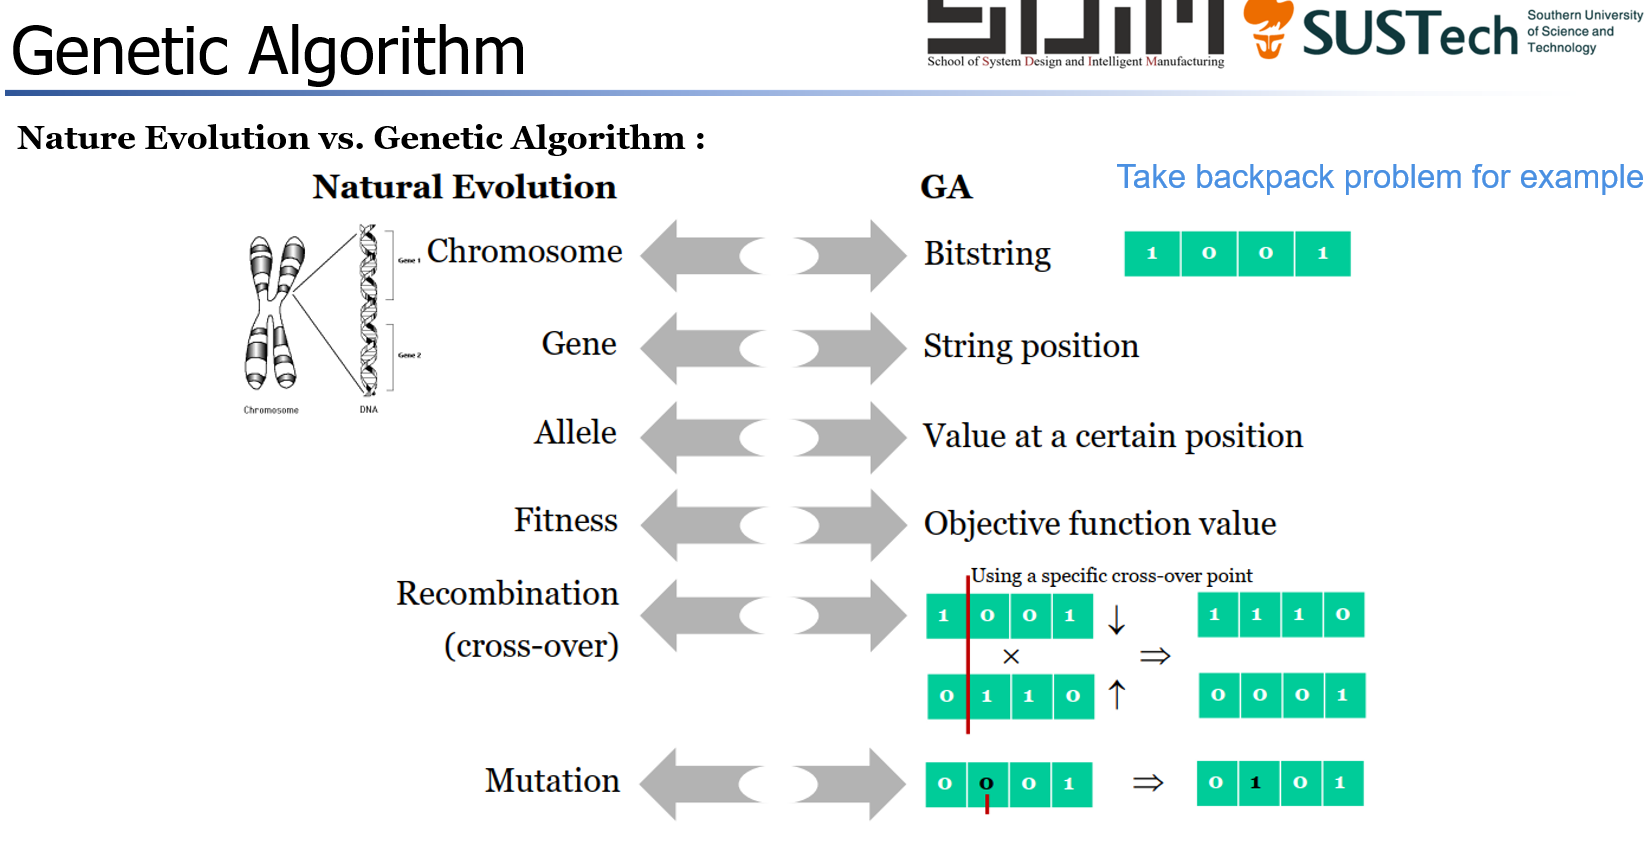 Genetic Algorithm
School of System Design and Intelligent Manufacturing
SUSTech
Southern University
of Science and
Technology
Nature Evolution vs. Genetic Algorithm :
Natural Evolution
GA
Take backpack problem for example
Gene 1
Chromosome
Bitstring
1 0 0 1
Gene
String position
Gene 2
Chromosome
DNA
Allele
Value at a certain position
Fitness
Objective function value
Using a specific cross-over point
Recombination
(cross-over)
1 0 0 1 ↓
1 1 1 0
× ⇒
0 1 1 0 ↑
0 0 0 1
Mutation
0 0 0 1 ⇒ 0 1 0 1